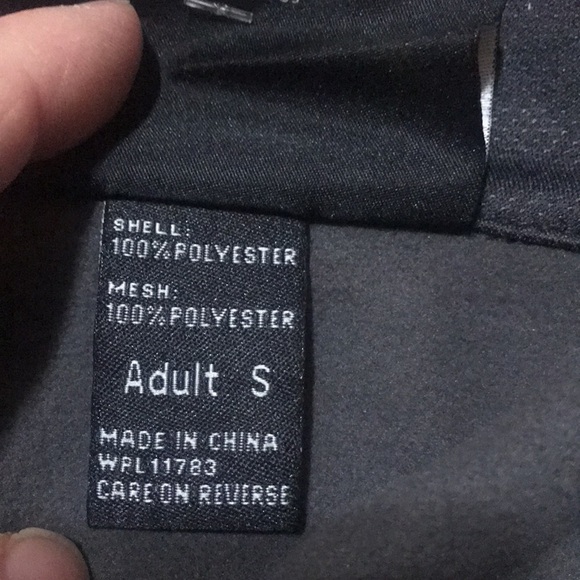 SHELL:
100%POLYESTER
MESH:
100%POLYESTER
Adult S
MADE IN CHINA
WPL11783
CARE ON REVERSE